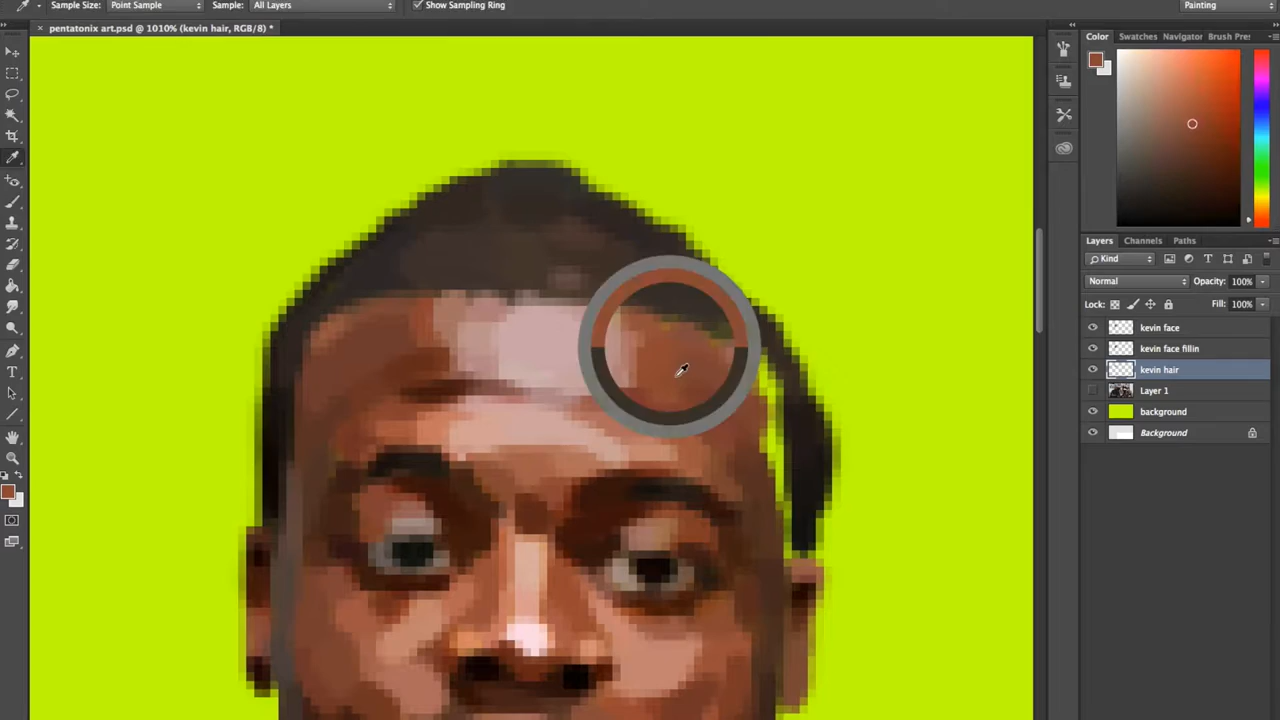 Sample Size: Point Sample Sample: All Layers Show Sampling Ring Painting
× pentatonix art.psd @ 1010% (kevin hair, RGB/8) *
Color Swatches Navigator Brush Pre:
Layers Channels Paths
Kind
Normal Opacity: 100%
Lock: Fill: 100%
kevin face
kevin face fillin
kevin hair
Layer 1
background
Background